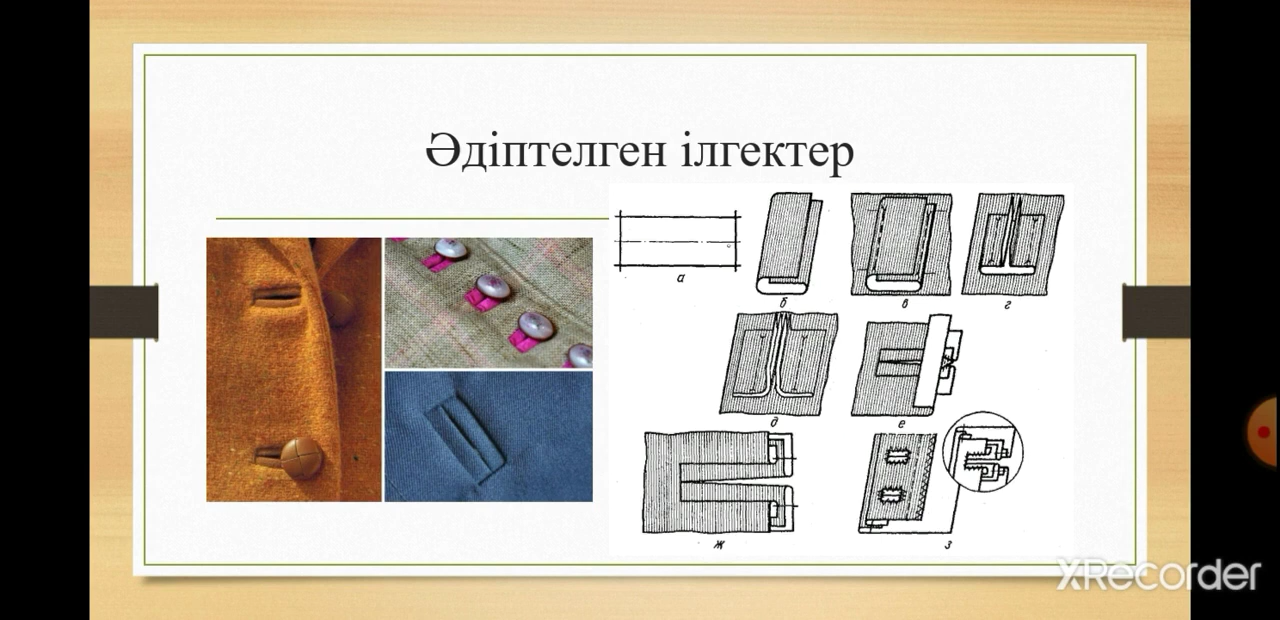 Әдіптелген ілгектер
а
б
в
г
д
е
ж
з
XRecorder